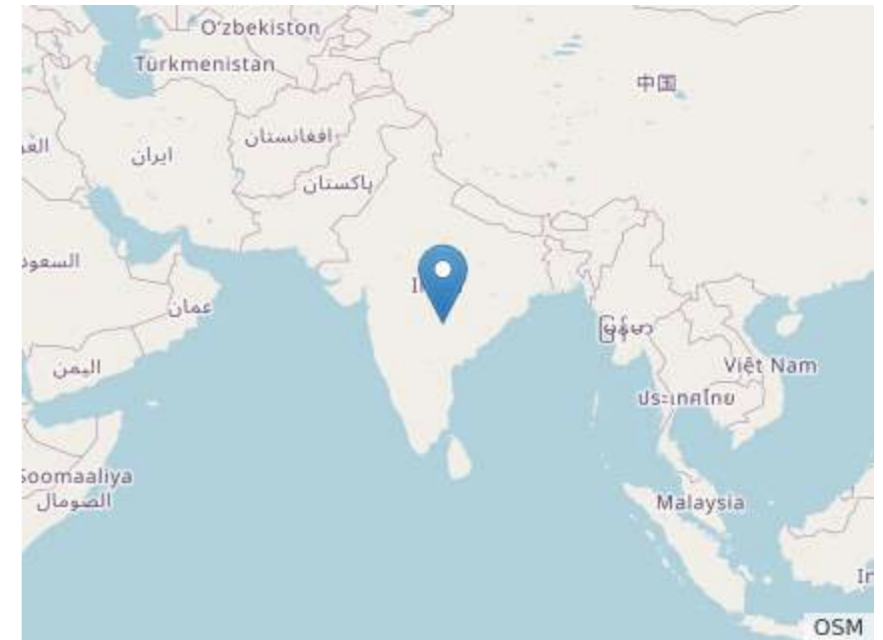 Oʻzbekiston
Türkmenistan
中国
افغانستان
ایران
پاکستان
السعود
عمان
မြန်မာ
اليمن
Việt Nam
ประเทศไทย
Soomaaliya
الصومال
Malaysia
OSM